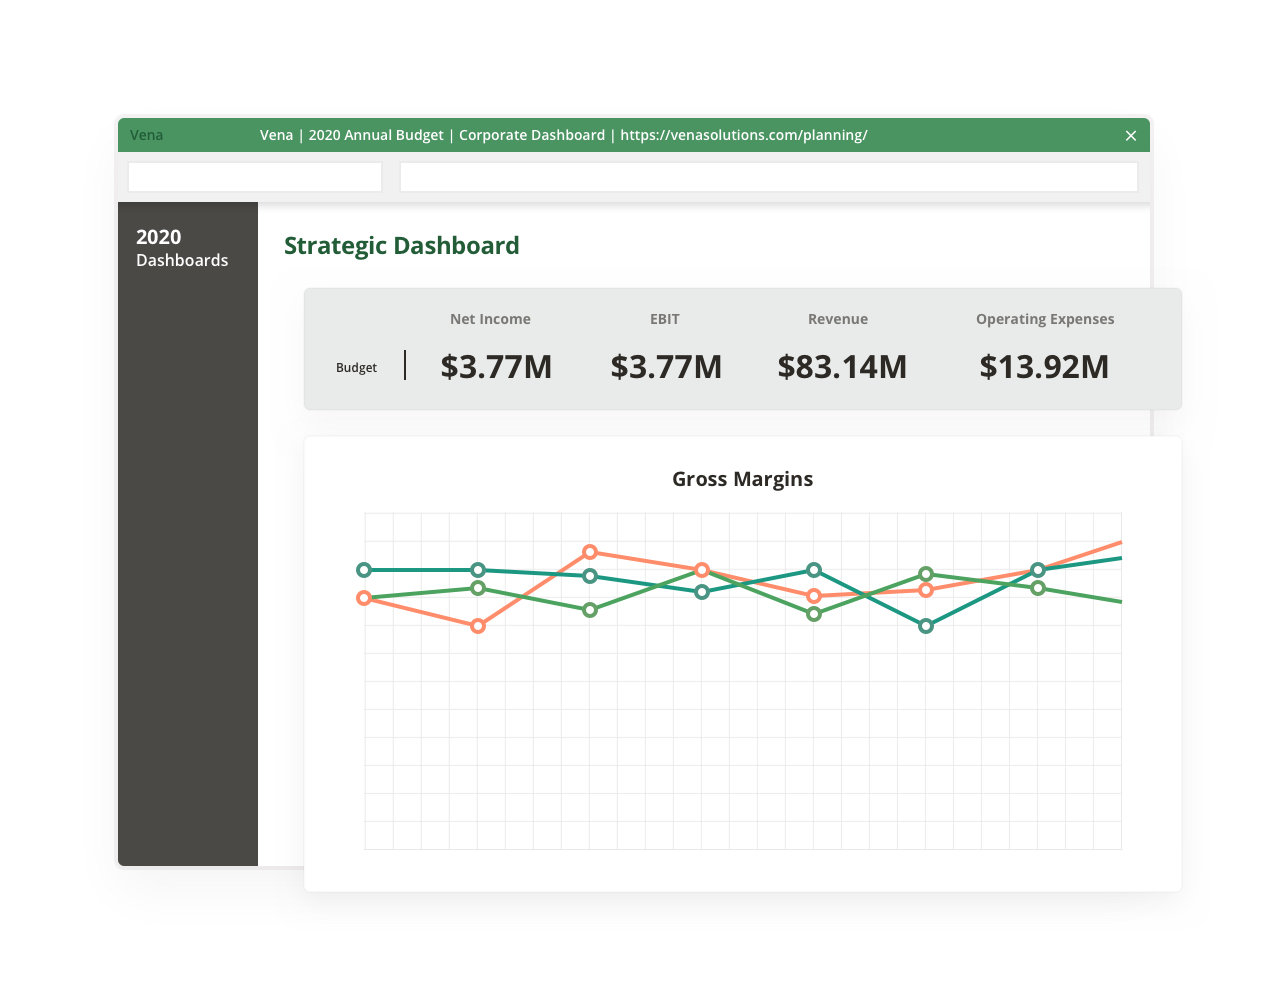 Vena
Vena | 2020 Annual Budget | Corporate Dashboard | https://venasolutions.com/planning/
2020
Dashboards
Strategic Dashboard
Net Income EBIT Revenue Operating Expenses
Budget $3.77M $3.77M $83.14M $13.92M
Gross Margins